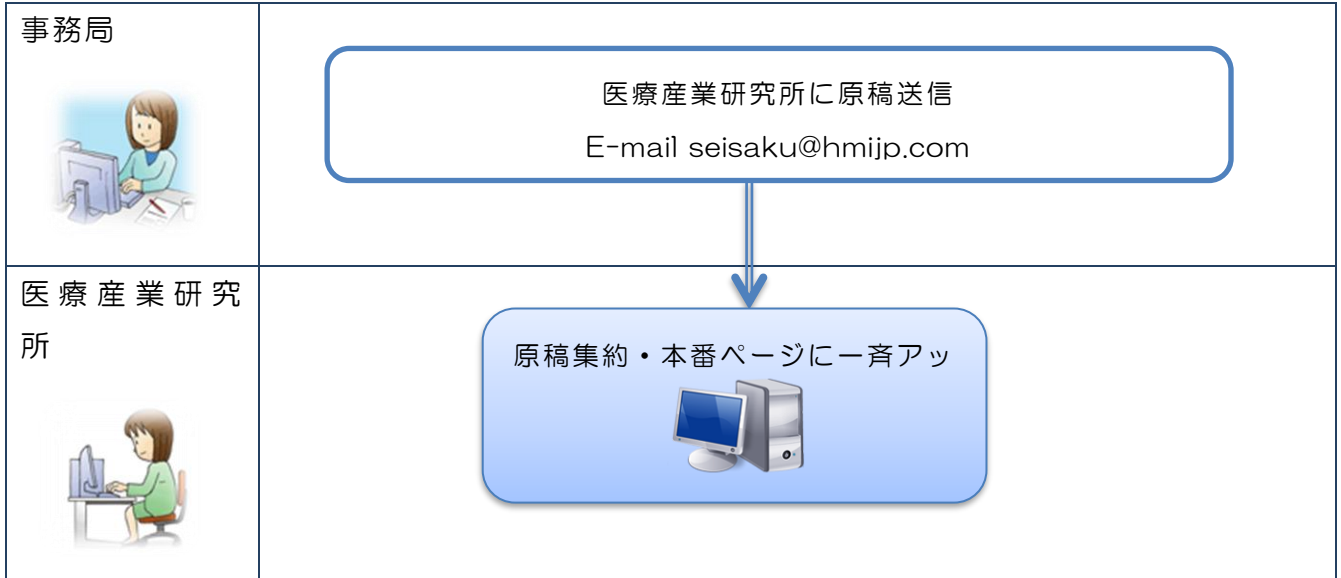 事務局
医療産業研究所に原稿送信
E-mail seisaku@hmijp.com
医療産業研究
所
原稿集約・本番ページに一斉アッ